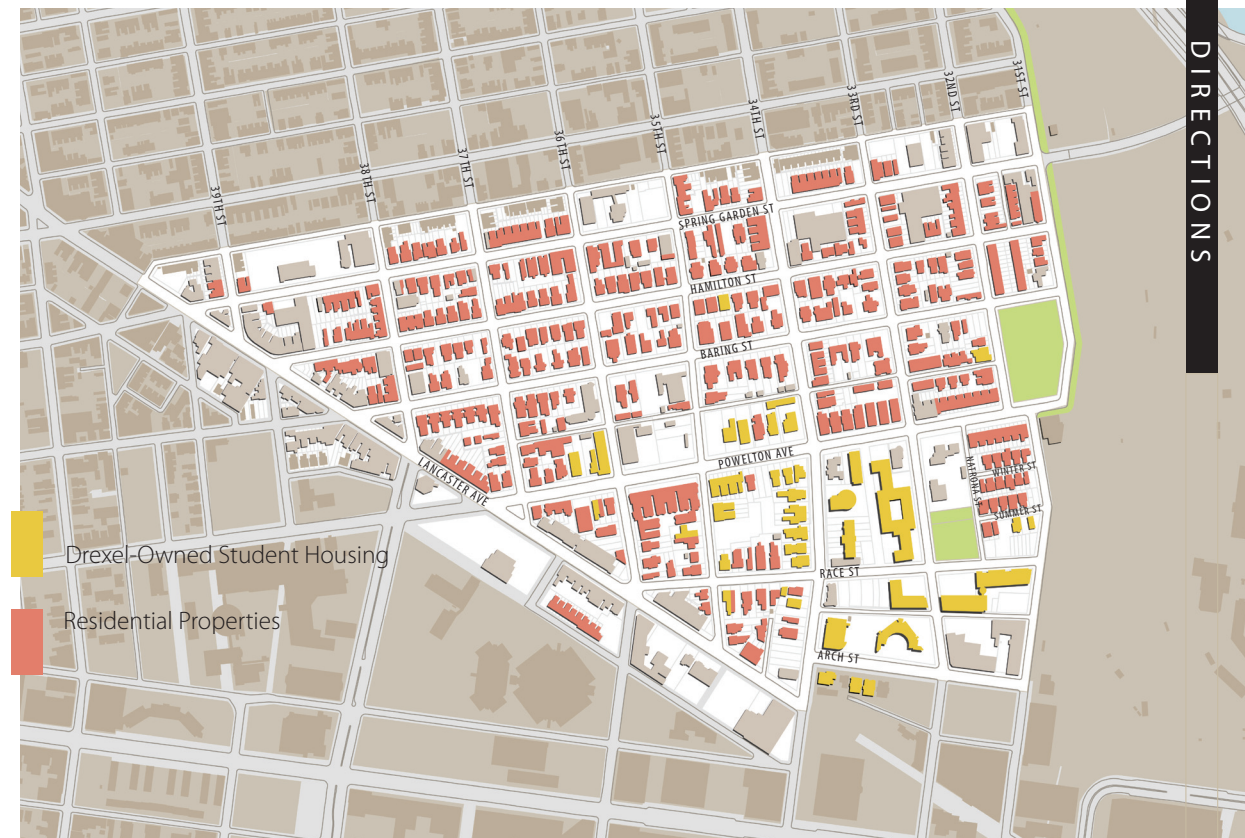 DIRECTIONS
31ST ST
32ND ST
33RD ST
34TH ST
35TH ST
36TH ST
37TH ST
38TH ST
39TH ST
SPRING GARDEN ST
HAMILTON ST
BARING ST
POWELTON AVE
LANCASTER AVE
NATRONA ST
WINTER ST
SUMMER ST
RACE ST
ARCH ST
Drexel-Owned Student Housing
Residential Properties